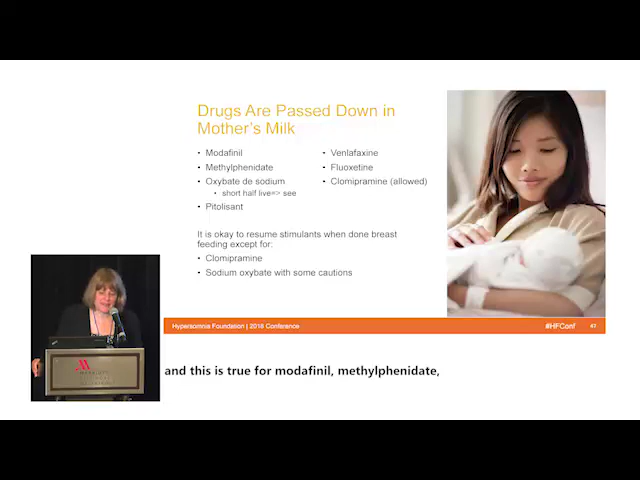 Drugs Are Passed Down in
Mother's Milk
• Modafinil
• Methylphenidate
• Oxybate de sodium
• short half live=> see
• Pitolisant
• Venlafaxine
• Fluoxetine
• Clomipramine (allowed)
It is okay to resume stimulants when done breast
feeding except for:
• Clomipramine
• Sodium oxybate with some cautions
Hypersomnia Foundation | 2018 Conference
#HFConf
47
and this is true for modafinil, methylphenidate,